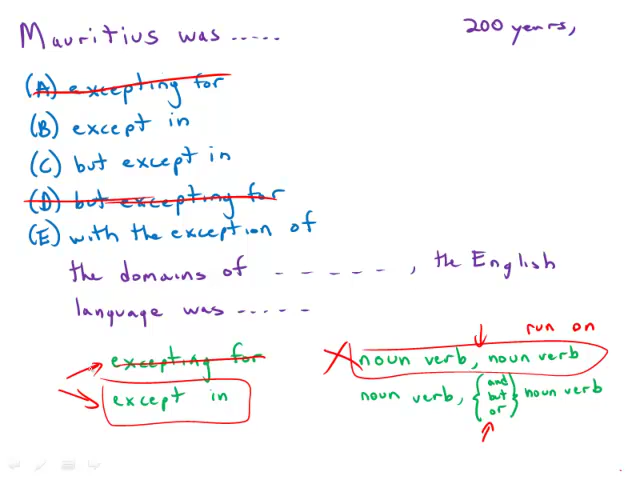 Mauritius was ..... 200 years,
(A) excepting for
(B) except in
(C) but except in
(D) but excepting for
(E) with the exception of
the domains of ------, the English
language was .....
run on
excepting for
noun verb, noun verb
except in
noun verb, {and but or} noun verb